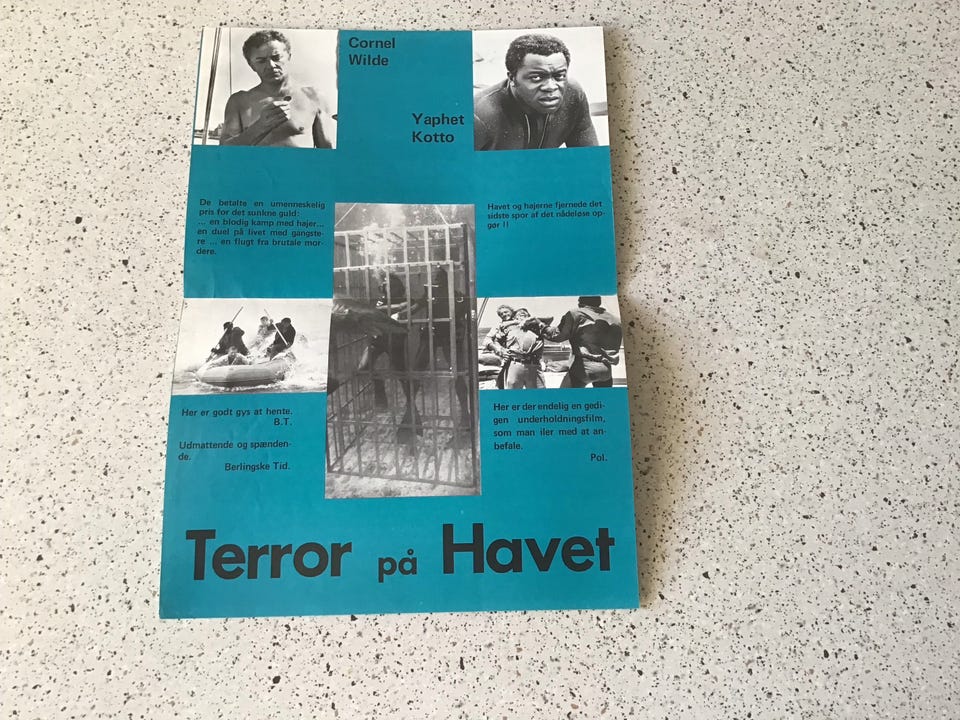 Cornel
Wilde
Yaphet
Kotto
De betalte en umenneskelig
pris for det sunkne guld:
... en blodig kamp med hajer...
en duel på livet med gangste-
re ... en flugt fra brutale mor-
dere.
Havet og hajerne fjernede det
sidste spor af det nådeløse op-
gør !!
Her er godt gys at hente.
B.T.
Udmattende og spænden-
de.
Berlingske Tid.
Her er der endelig en gedi-
gen underholdningsfilm,
som man iler med at an-
befale.
Pol.
Terror på Havet